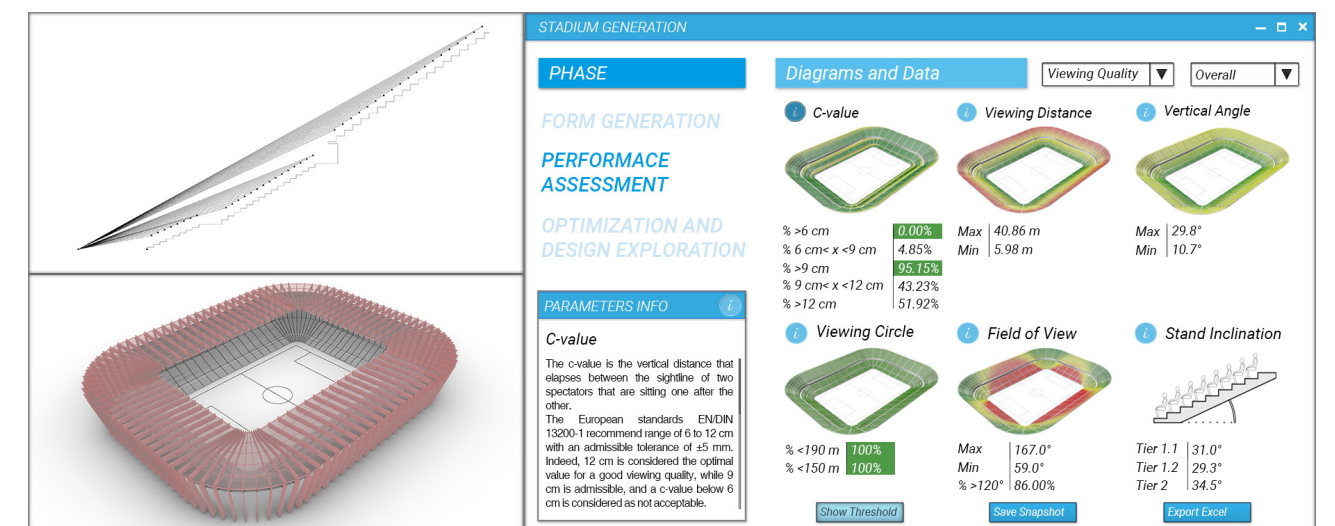 STADIUM GENERATION
PHASE
FORM GENERATION
PERFORMACE
ASSESSMENT
OPTIMIZATION AND
DESIGN EXPLORATION
PARAMETERS INFO i
C-value
The c-value is the vertical distance that
elapses between the sightline of two
spectators that are sitting one after the
other.
The European standards EN/DIN
13200-1 recommend range of 6 to 12 cm
with an admissible tolerance of ±5 mm.
Indeed, 12 cm is considered the optimal
value for a good viewing quality, while 9
cm is admissible, and a c-value below 6
cm is considered as not acceptable.
Diagrams and Data
Viewing Quality
Overall
i C-value
i Viewing Distance
i Vertical Angle
% >6 cm 0.00%
% 6 cm< x <9 cm 4.85%
% >9 cm 95.15%
% 9 cm< x <12 cm 43.23%
% >12 cm 51.92%
Max 40.86 m
Min 5.98 m
Max 29.8°
Min 10.7°
i Viewing Circle
i Field of View
i Stand Inclination
% <190 m 100%
% <150 m 100%
Max 167.0°
Min 59.0°
% >120° 86.00%
Tier 1.1 31.0°
Tier 1.2 29.3°
Tier 2 34.5°
Show Threshold
Save Snapshot
Export Excel